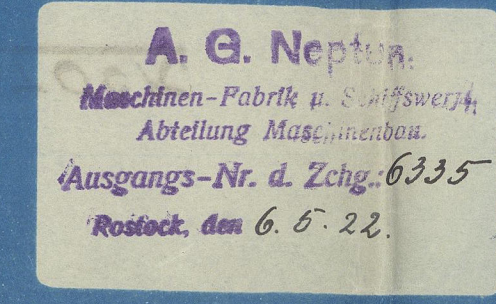 A. G. Neptun.
Maschinen-Fabrik u. Schiffswerft,
Abteilung Maschinenbau.
Ausgangs-Nr. d. Zchg.: 6335
Rostock, den 6. 5. 22.